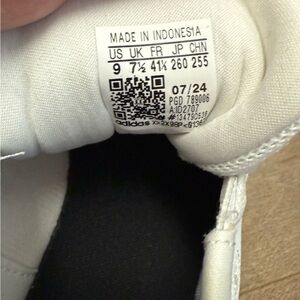 MADE IN INDONESIA
US UK FR JP CHN
9 7½ 41⅓ 260 255
07/24
PGD 789006
A1D2707
adidas